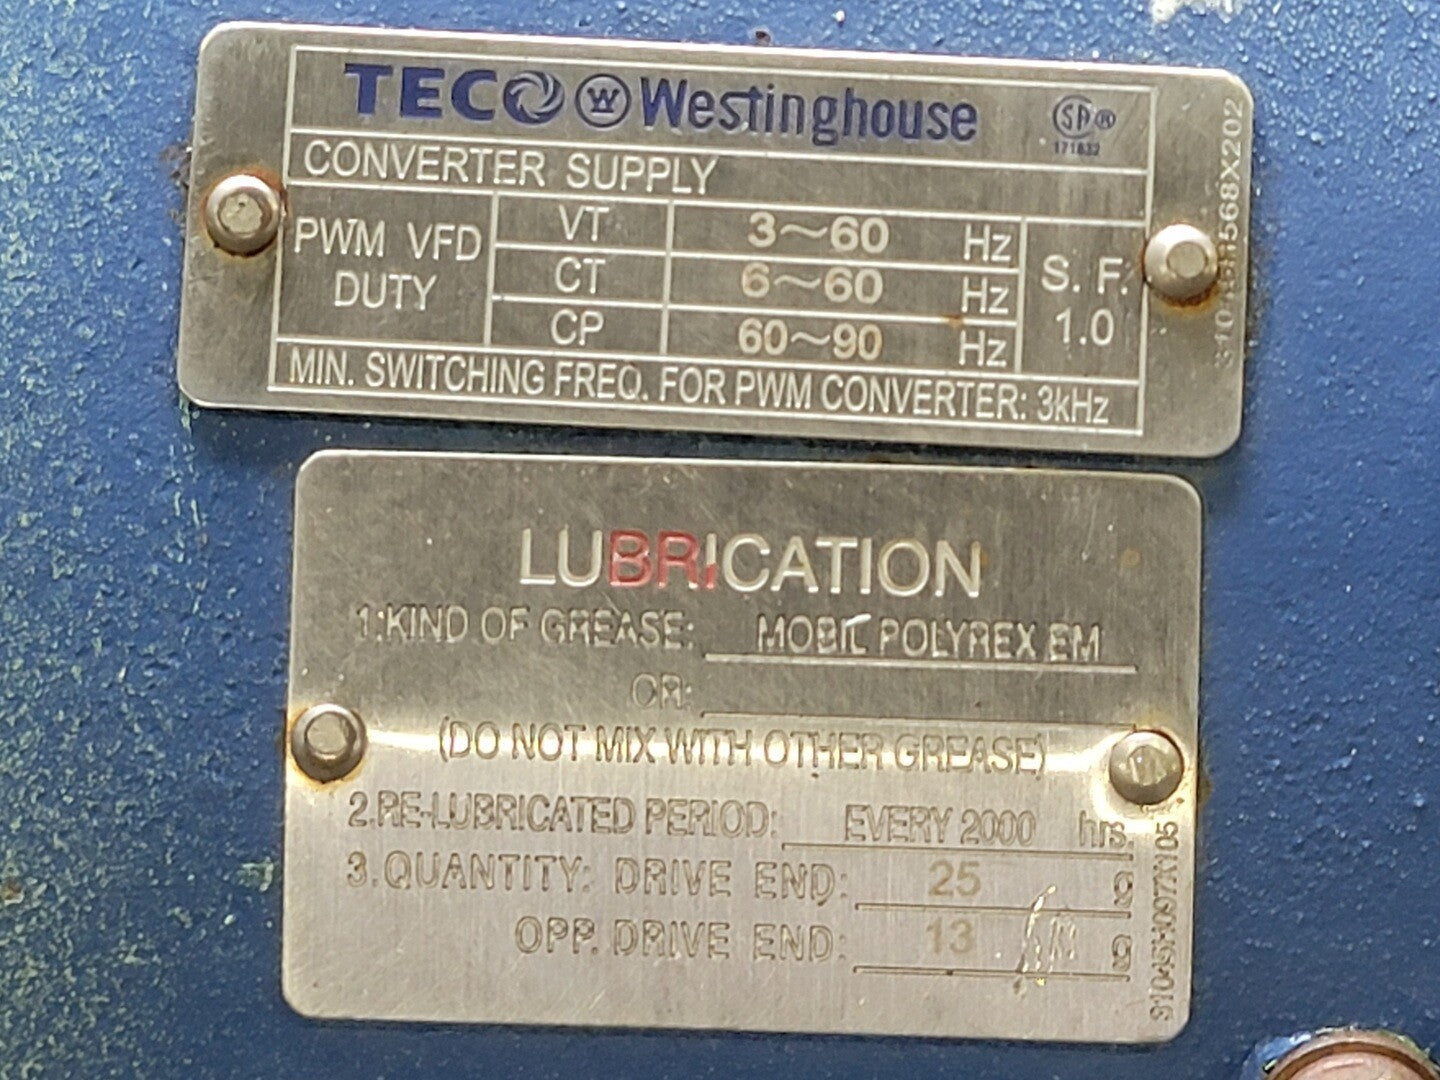 TECO W Westinghouse SP®
171632
CONVERTER SUPPLY
PWM VFD DUTY
VT 3~60 Hz
CT 6~60 Hz
CP 60~90 Hz
S. F. 1.0
MIN. SWITCHING FREQ. FOR PWM CONVERTER: 3kHz
LUBRICATION
1.KIND OF GREASE: MOBIL POLYREX EM
OR:
(DO NOT MIX WITH OTHER GREASE)
2.RE-LUBRICATED PERIOD: EVERY 2000 hrs.
3.QUANTITY: DRIVE END: 25 g
OPP. DRIVE END: 13 g